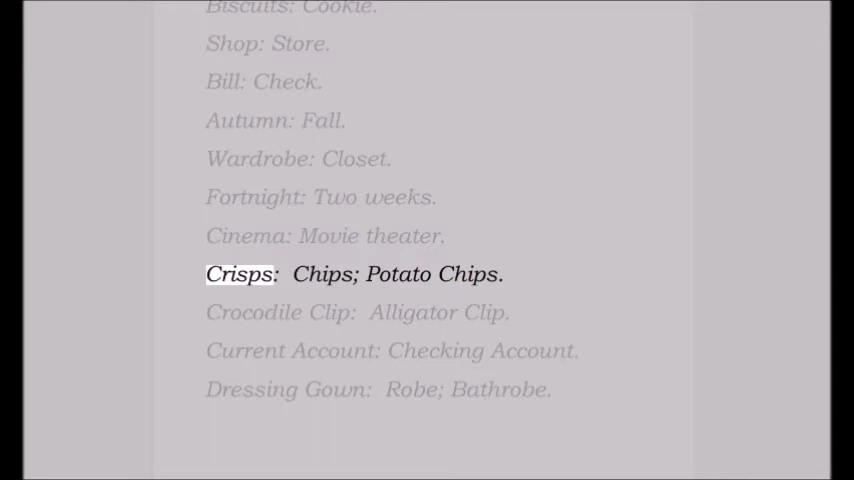 Biscuits: Cookie.
Shop: Store.
Bill: Check.
Autumn: Fall.
Wardrobe: Closet.
Fortnight: Two weeks.
Cinema: Movie theater.
Crisps:  Chips; Potato Chips.
Crocodile Clip:  Alligator Clip.
Current Account: Checking Account.
Dressing Gown:  Robe; Bathrobe.